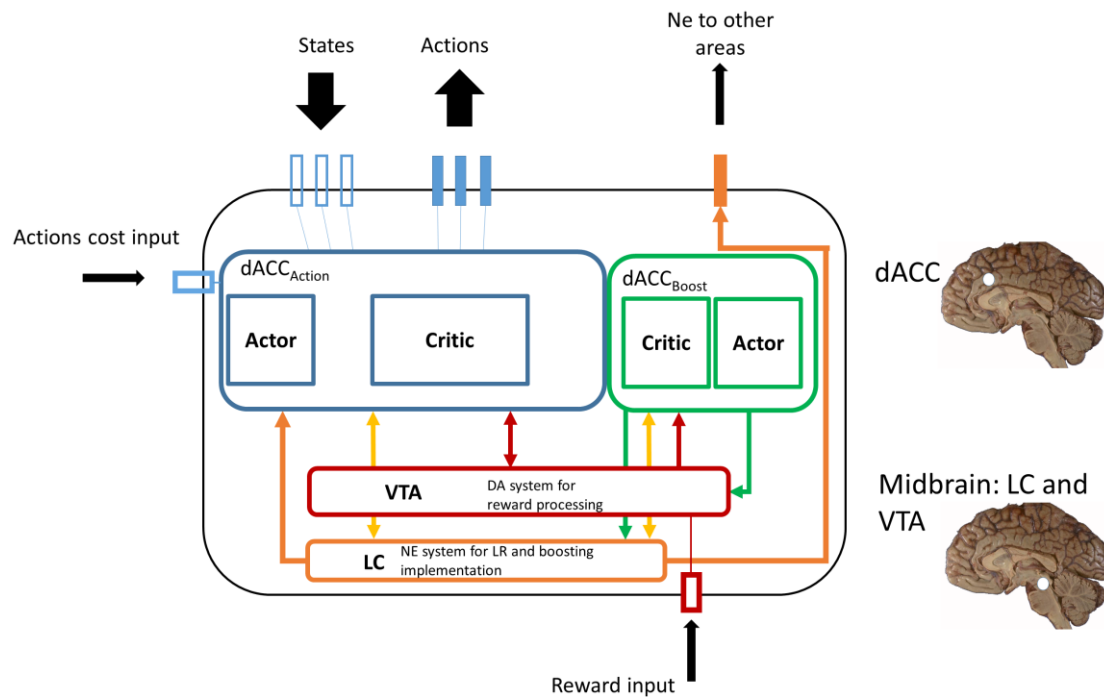 States
Actions
Ne to other
areas
Actions cost input
dACCAction
Actor
Critic
dACCBoost
Critic
Actor
dACC
VTA
DA system for
reward processing
LC
NE system for LR and boosting
implementation
Midbrain: LC and
VTA
Reward input